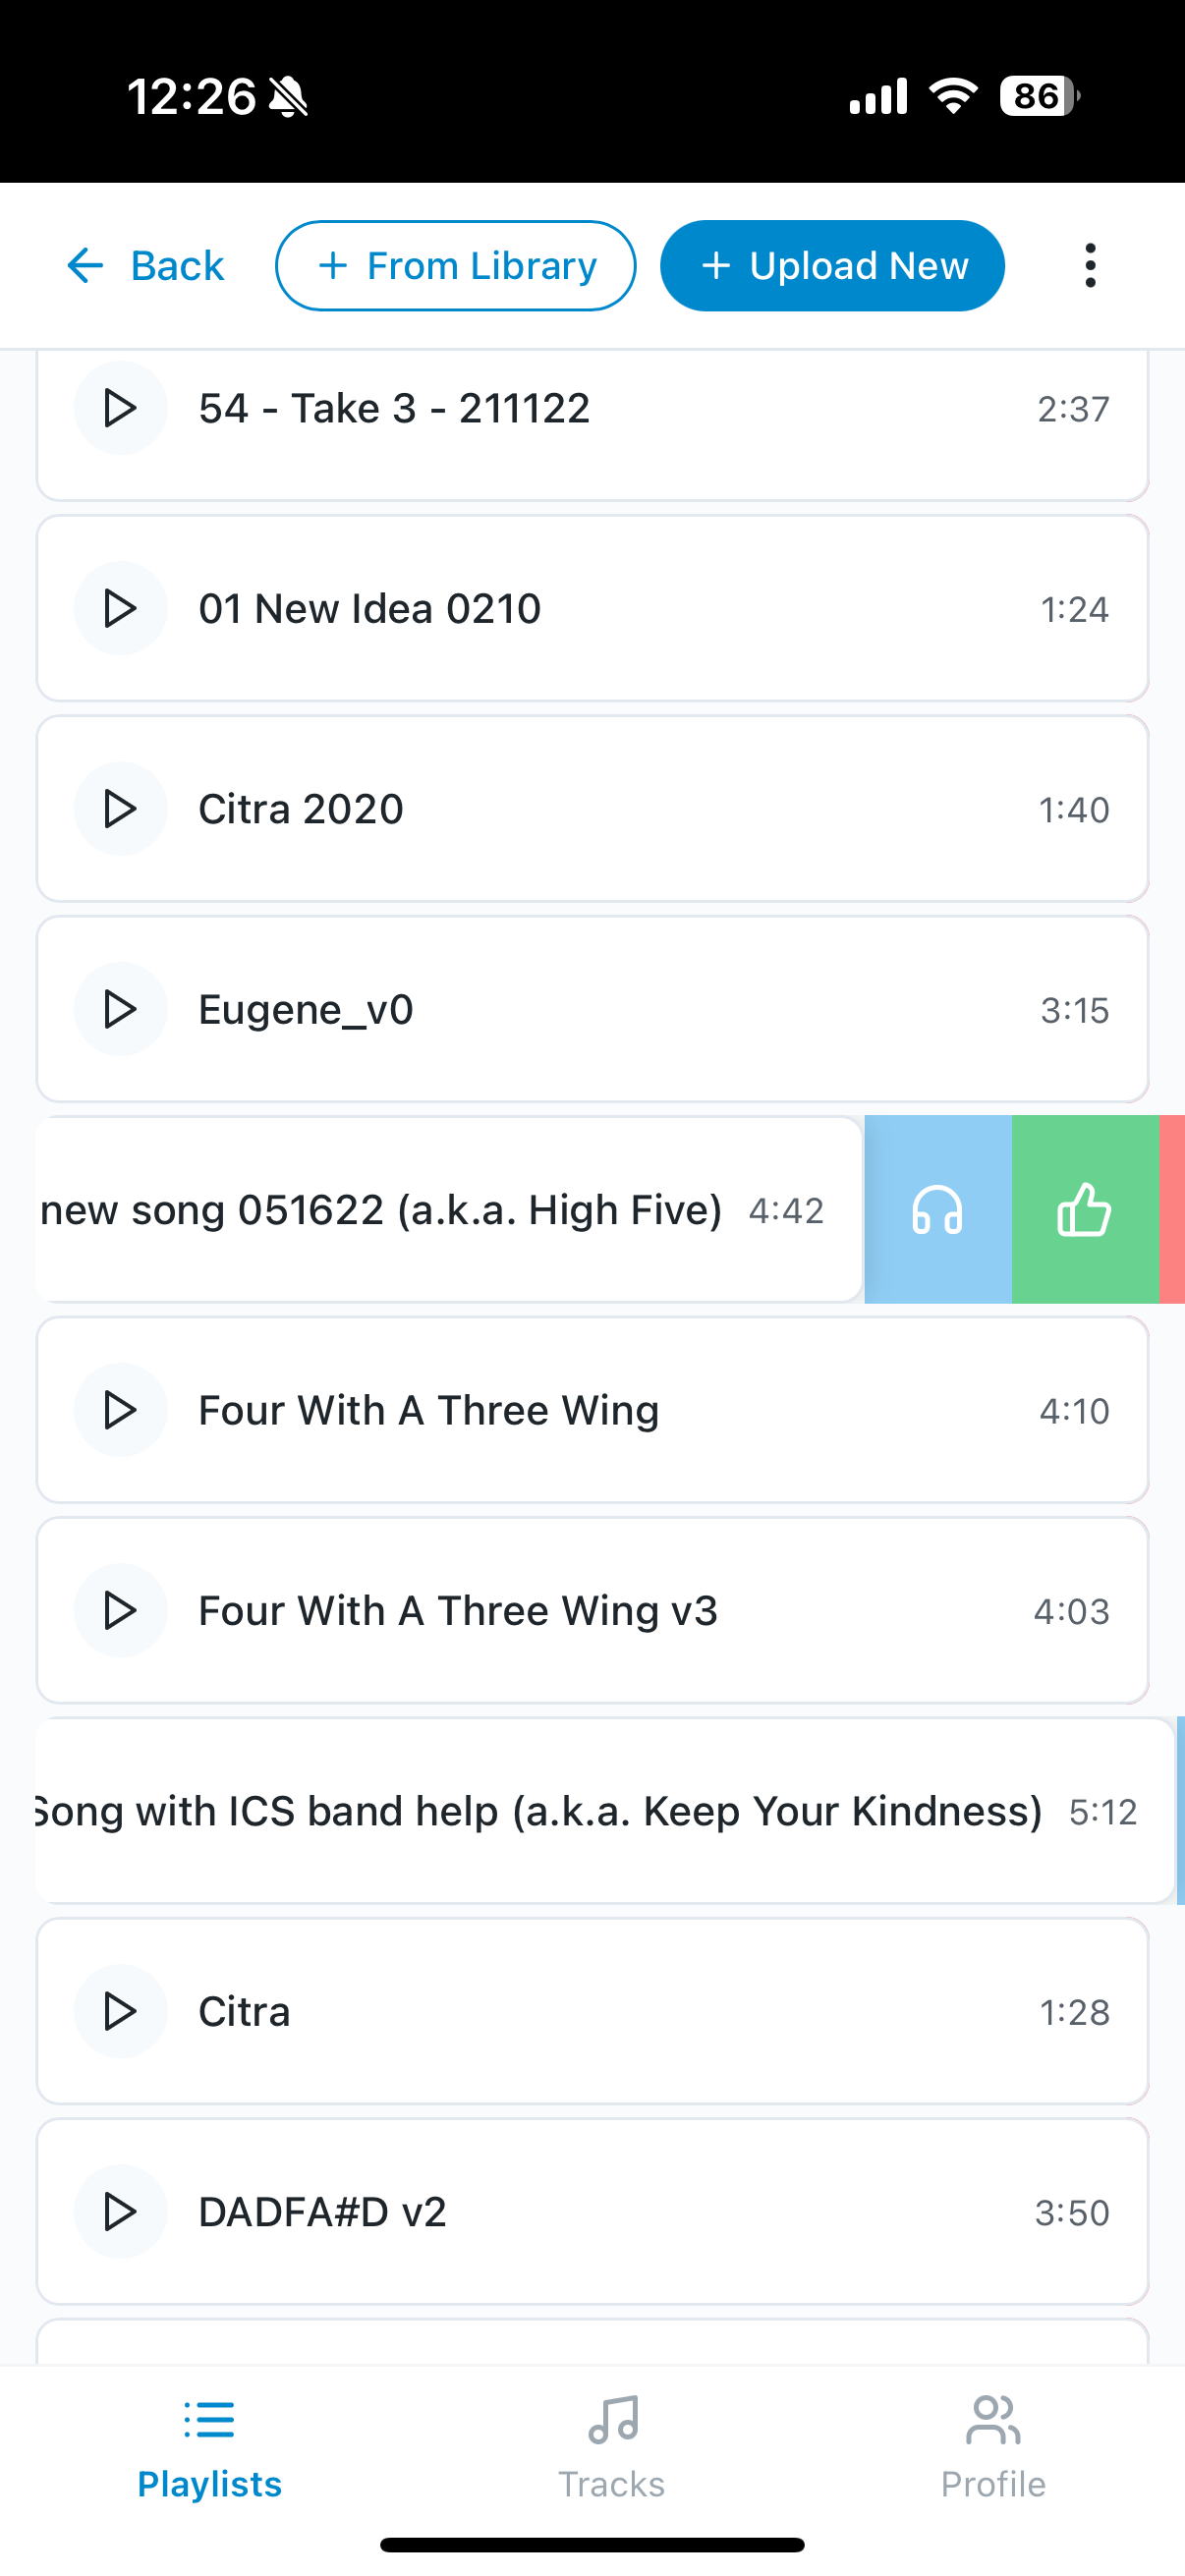 12:26 86
Back + From Library + Upload New
54 - Take 3 - 211122 2:37
01 New Idea 0210 1:24
Citra 2020 1:40
Eugene_v0 3:15
new song 051622 (a.k.a. High Five) 4:42
Four With A Three Wing 4:10
Four With A Three Wing v3 4:03
Song with ICS band help (a.k.a. Keep Your Kindness) 5:12
Citra 1:28
DADFA#D v2 3:50
Playlists Tracks Profile